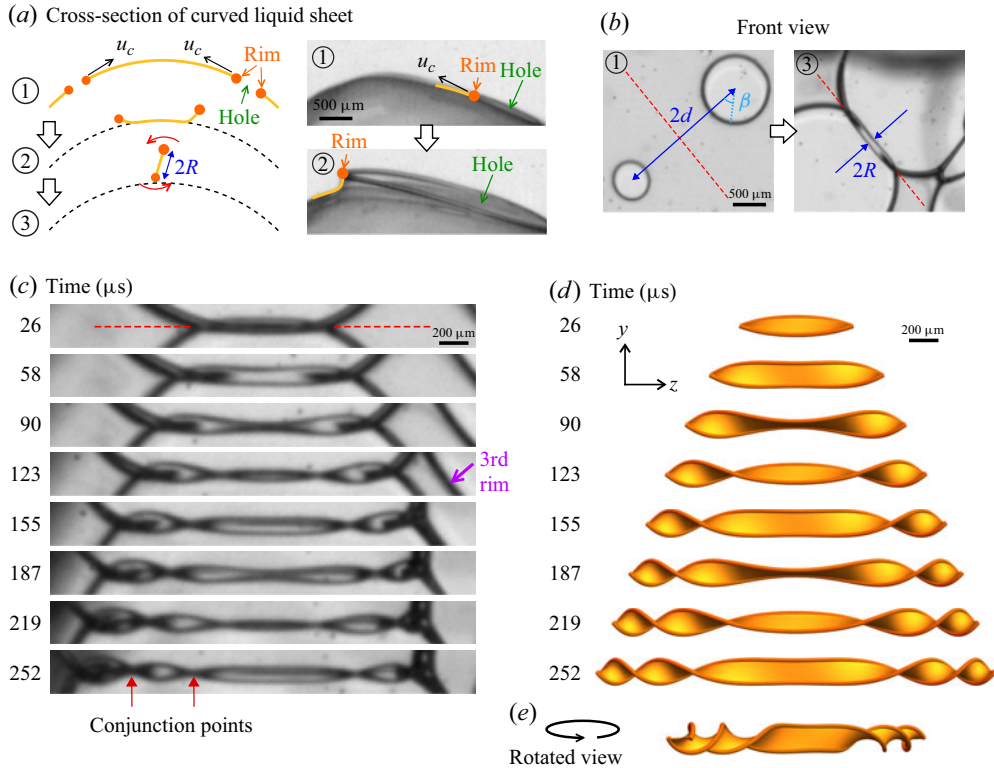 (a) Cross-section of curved liquid sheet
u_c
u_c
Rim
Hole
1
2
3
2R
1
u_c
Rim
Hole
500 μm
Rim
2
Hole
(b) Front view
1
2d
β
500 μm
3
2R
(c) Time (μs)
26
200 μm
58
90
123
3rd
rim
155
187
219
252
Conjunction points
(d) Time (μs)
26
200 μm
y
z
58
90
123
155
187
219
252
(e)
Rotated view